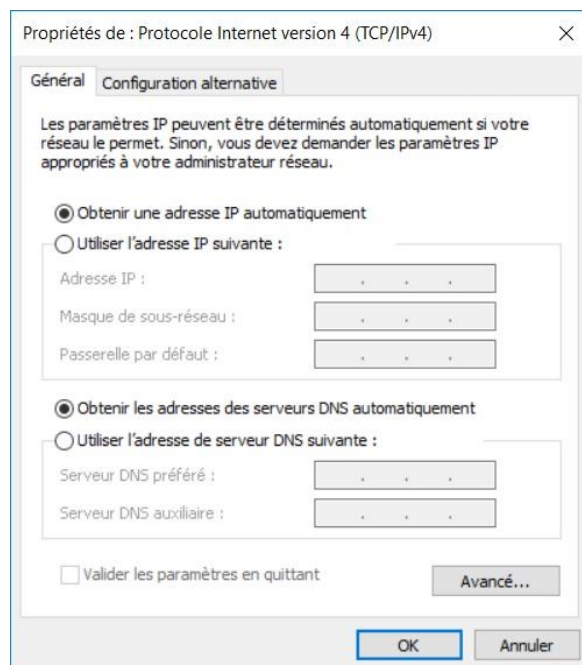 Propriétés de : Protocole Internet version 4 (TCP/IPv4)
Général
Configuration alternative
Les paramètres IP peuvent être déterminés automatiquement si votre
réseau le permet. Sinon, vous devez demander les paramètres IP
appropriés à votre administrateur réseau.
Obtenir une adresse IP automatiquement
Utiliser l'adresse IP suivante :
Adresse IP :
Masque de sous-réseau :
Passerelle par défaut :
Obtenir les adresses des serveurs DNS automatiquement
Utiliser l'adresse de serveur DNS suivante :
Serveur DNS préféré :
Serveur DNS auxiliaire :
Valider les paramètres en quittant
Avancé...
OK
Annuler